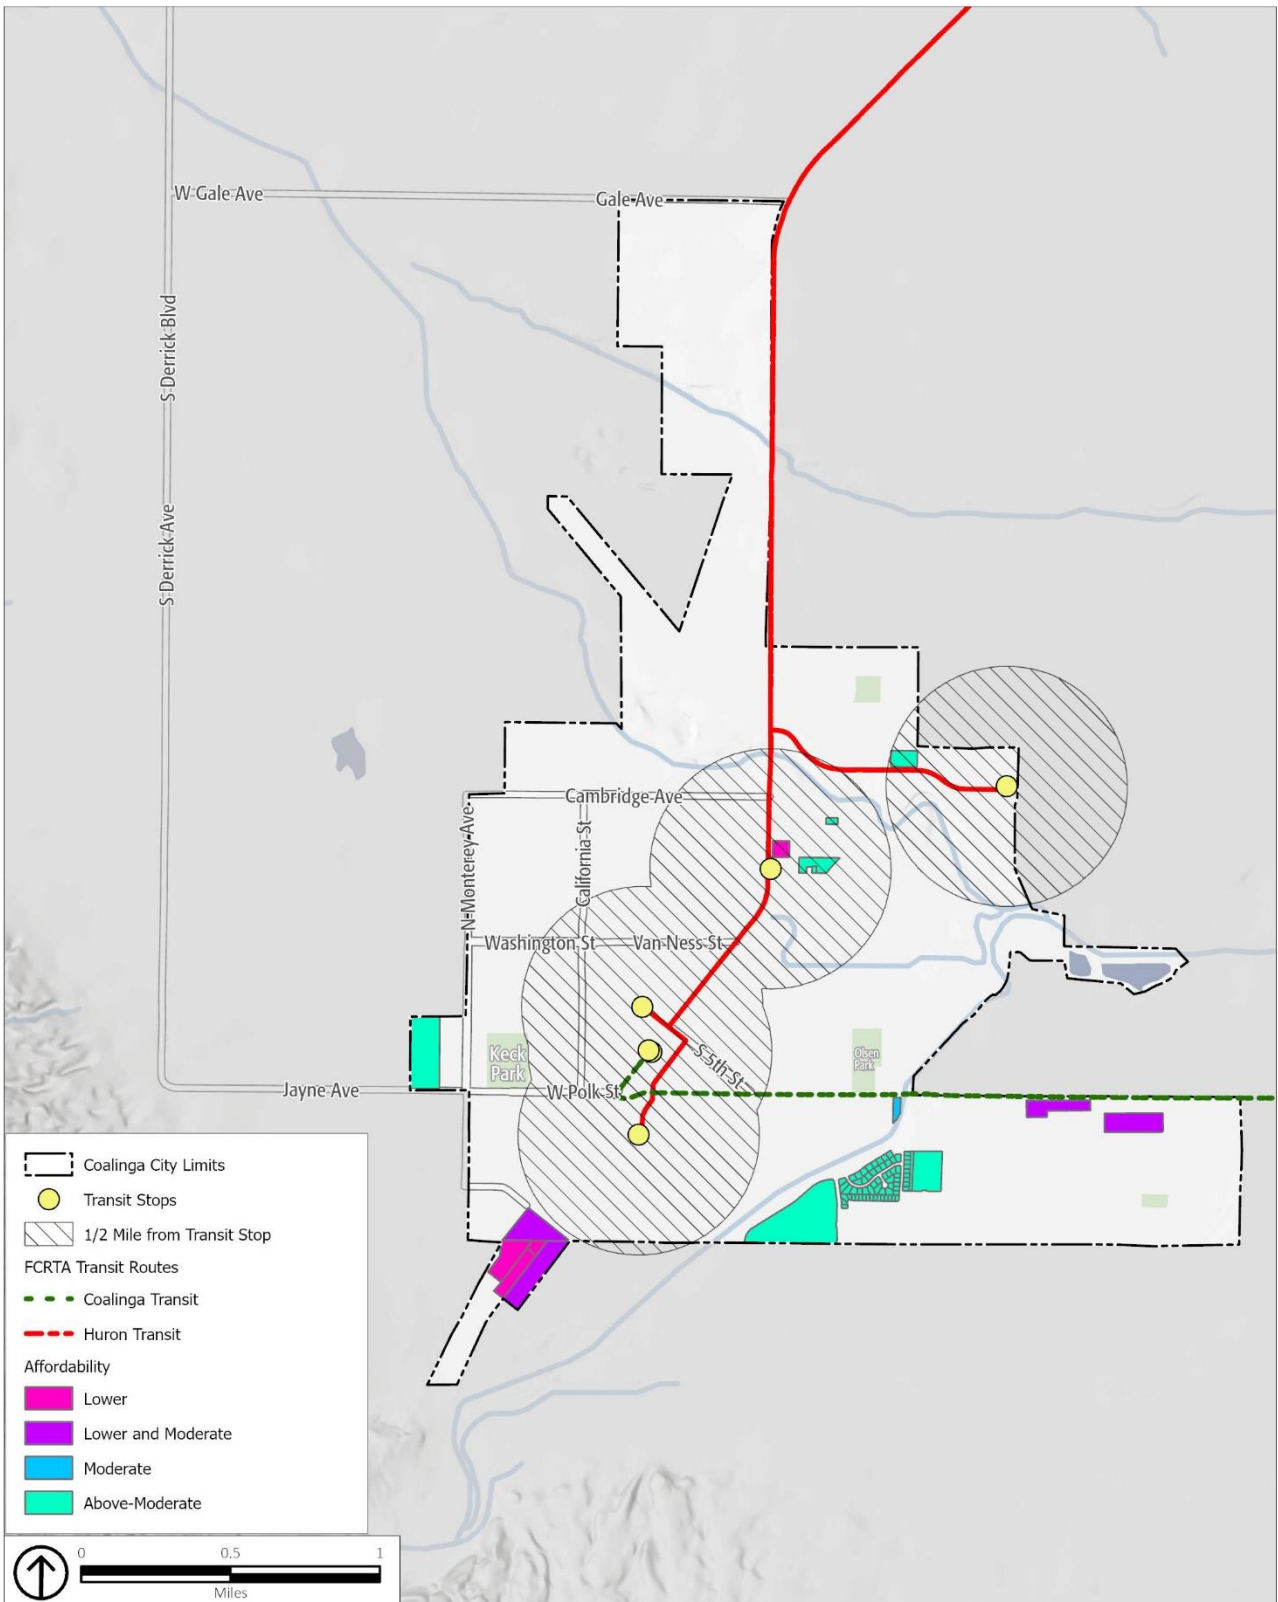 W Gale Ave
Gale Ave
S Derrick Blvd
S Derrick Ave
Cambridge Ave
N Monterey Ave
California St
Washington St
Van Ness St
Keck
Park
S 5th St
Olsen
Park
Jayne Ave
W Polk St
Coalinga City Limits
Transit Stops
1/2 Mile from Transit Stop
FCRTA Transit Routes
Coalinga Transit
Huron Transit
Affordability
Lower
Lower and Moderate
Moderate
Above-Moderate
0 0.5 1
Miles